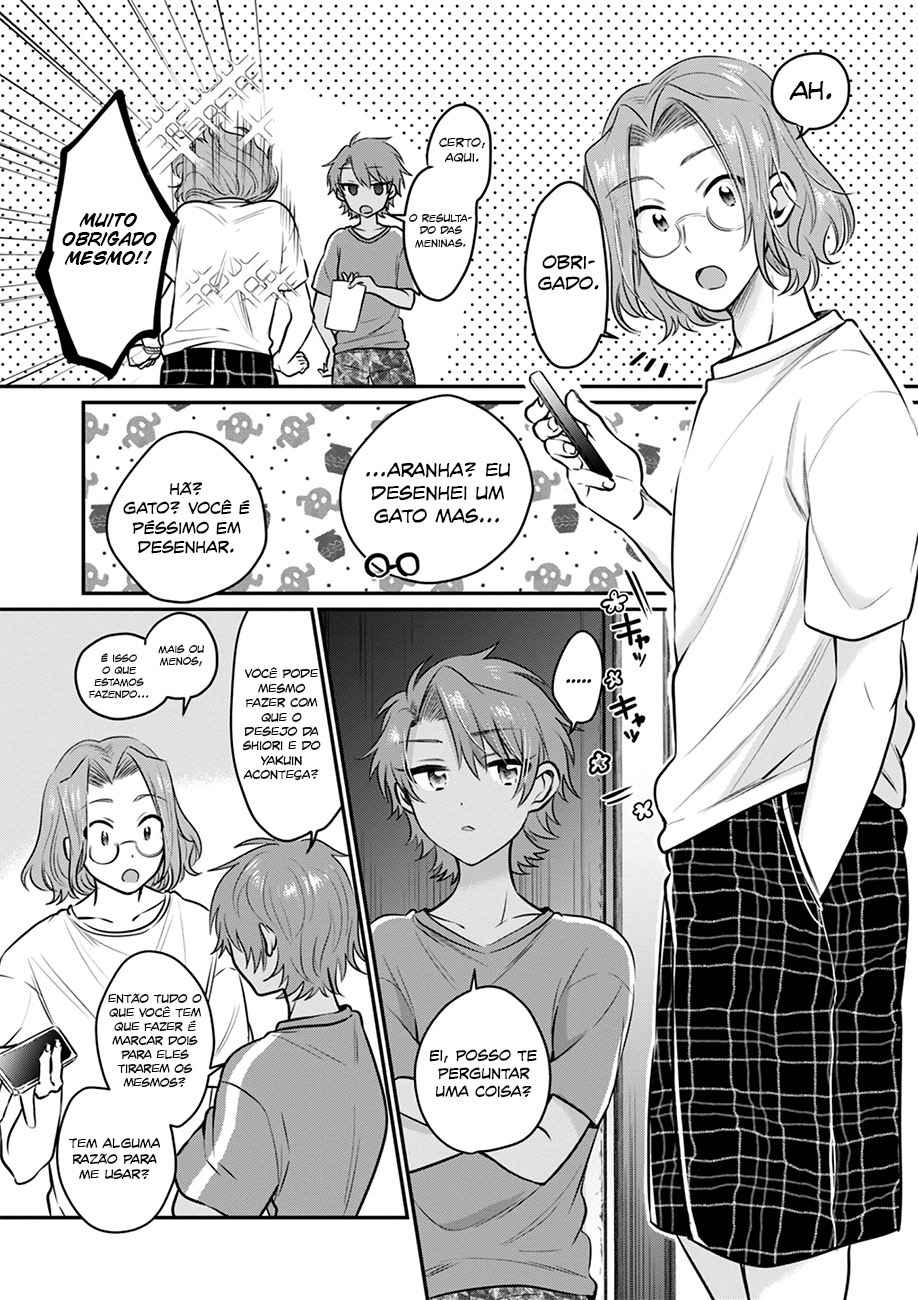 AH.
OBRI-
GADO.
CERTO,
AQUI.
O RESULTA-
DO DAS
MENINAS.
MUITO
OBRIGADO
MESMO!!
...ARANHA? EU
DESENHEI UM
GATO MAS...
HÃ?
GATO? VOCÊ É
PÉSSIMO EM
DESENHAR.
キャッ
キャッ
......
EI, POSSO TE
PERGUNTAR
UMA COISA?
VOCÊ PODE
MESMO
FAZER COM
QUE O
DESEJO DA
SHIORI E DO
YAKUIN
ACONTEÇA?
MAIS OU
MENOS,
É ISSO
O QUE
ESTAMOS
FAZENDO...
ENTÃO TUDO O
QUE VOCÊ TEM
QUE FAZER É
MARCAR DOIS
PARA ELES
TIRAREM OS
MESMOS?
TEM ALGUMA
RAZÃO PARA
ME USAR?